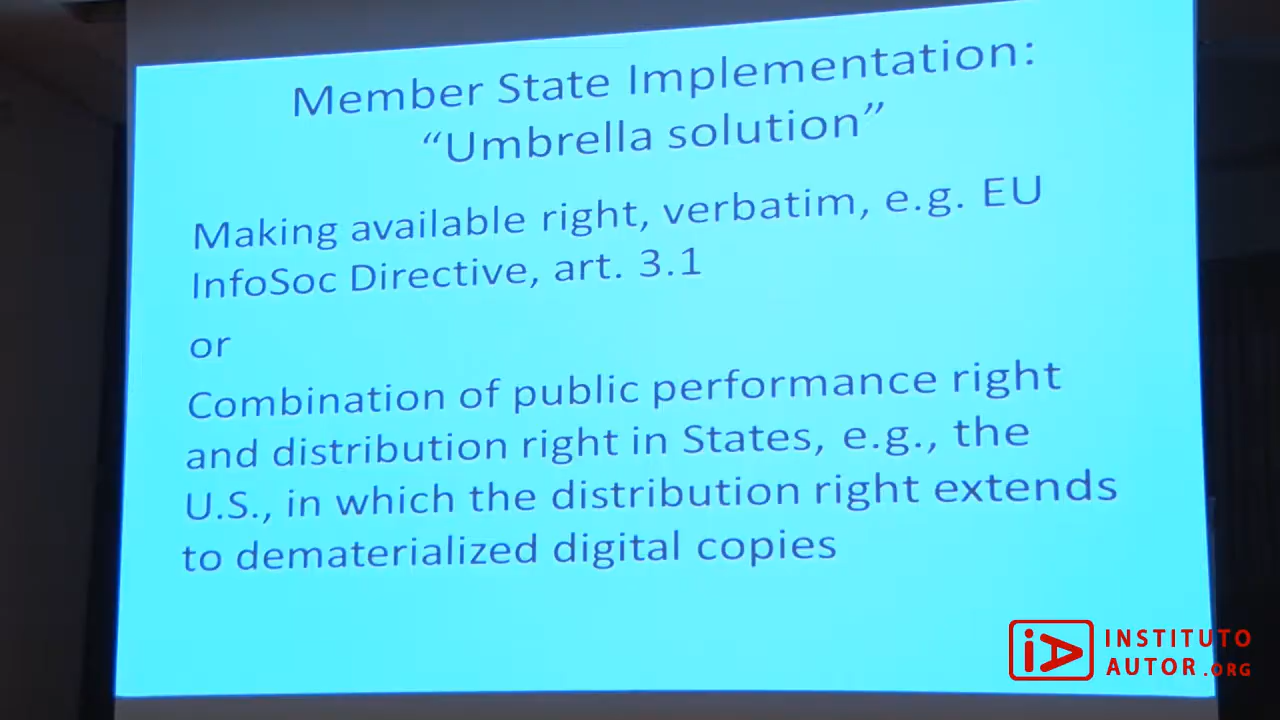 Member State Implementation:
“Umbrella solution”
Making available right, verbatim, e.g. EU
InfoSoc Directive, art. 3.1
or
Combination of public performance right
and distribution right in States, e.g., the
U.S., in which the distribution right extends
to dematerialized digital copies
iA INSTITUTO
AUTOR.ORG